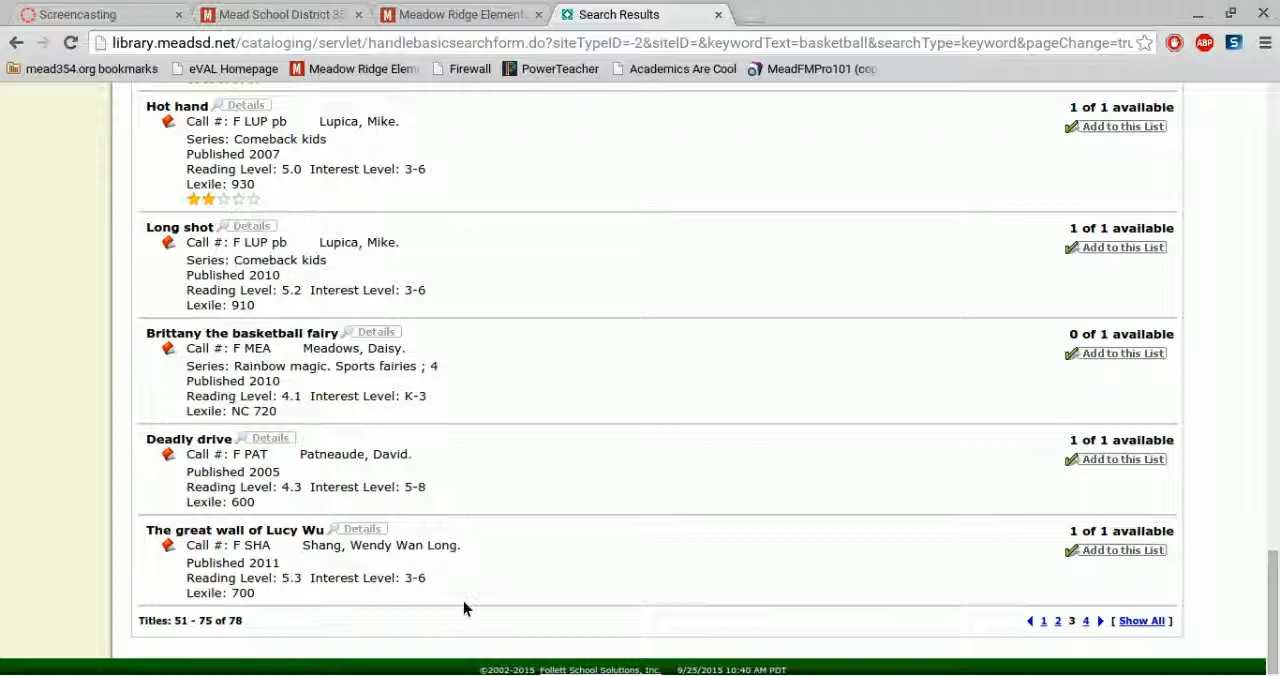 Screencasting
Mead School District 35
Meadow Ridge Element
Search Results
library.meadsd.net/cataloging/servlet/handlebasicsearchform.do?siteTypeID=-2&siteID=&keywordText=basketball&searchType=keyword&pageChange=tru
ABP
S
mead354.org bookmarks
eVAL Homepage
Meadow Ridge Elem
Firewall
PowerTeacher
Academics Are Cool
MeadFMPro101 (cop
Hot hand Details 1 of 1 available
Call #: F LUP pb Lupica, Mike. Add to this List
Series: Comeback kids
Published 2007
Reading Level: 5.0 Interest Level: 3-6
Lexile: 930
Long shot Details 1 of 1 available
Call #: F LUP pb Lupica, Mike. Add to this List
Series: Comeback kids
Published 2010
Reading Level: 5.2 Interest Level: 3-6
Lexile: 910
Brittany the basketball fairy Details 0 of 1 available
Call #: F MEA Meadows, Daisy. Add to this List
Series: Rainbow magic. Sports fairies ; 4
Published 2010
Reading Level: 4.1 Interest Level: K-3
Lexile: NC 720
Deadly drive Details 1 of 1 available
Call #: F PAT Patneaude, David. Add to this List
Published 2005
Reading Level: 4.3 Interest Level: 5-8
Lexile: 600
The great wall of Lucy Wu Details 1 of 1 available
Call #: F SHA Shang, Wendy Wan Long. Add to this List
Published 2011
Reading Level: 5.3 Interest Level: 3-6
Lexile: 700
Titles: 51 - 75 of 78 1 2 3 4 [ Show All ]
©2002-2015 Follett School Solutions, Inc. 9/25/2015 10:40 AM PDT